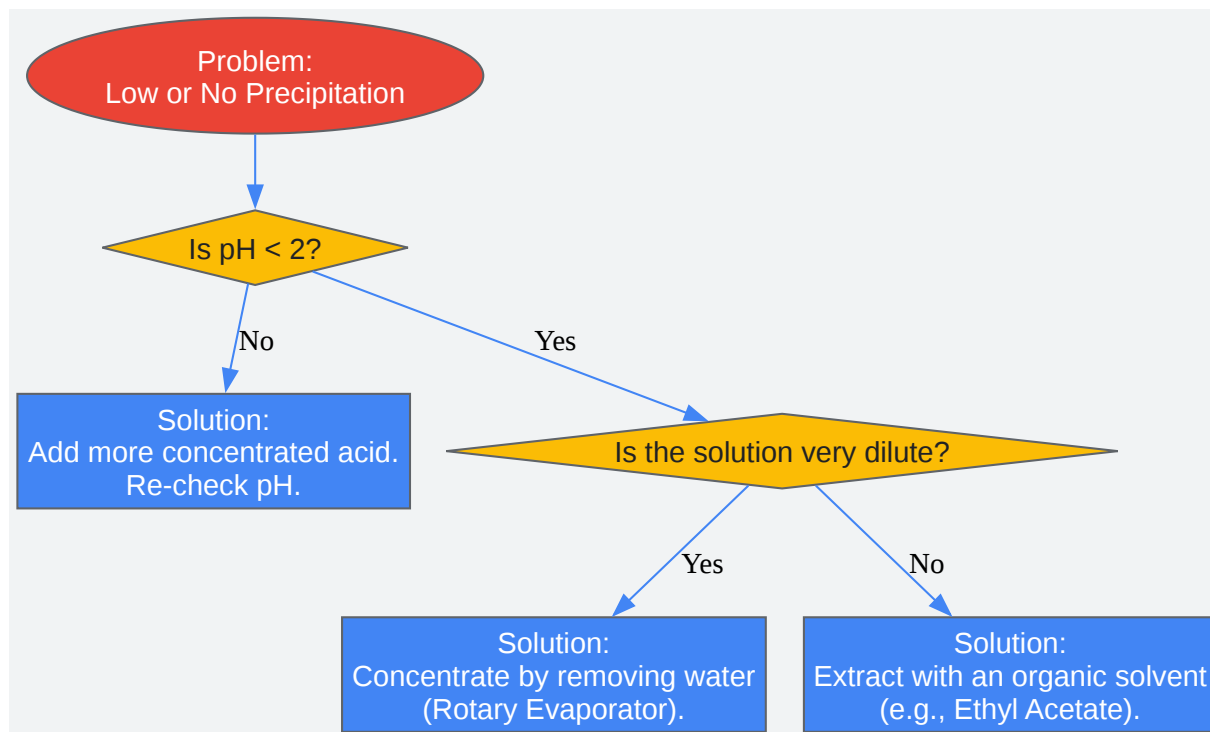 Problem:
Low or No Precipitation
Is pH < 2?
No
Yes
Solution:
Add more concentrated acid.
Re-check pH.
Is the solution very dilute?
Yes
No
Solution:
Concentrate by removing water
(Rotary Evaporator).
Solution:
Extract with an organic solvent
(e.g., Ethyl Acetate).